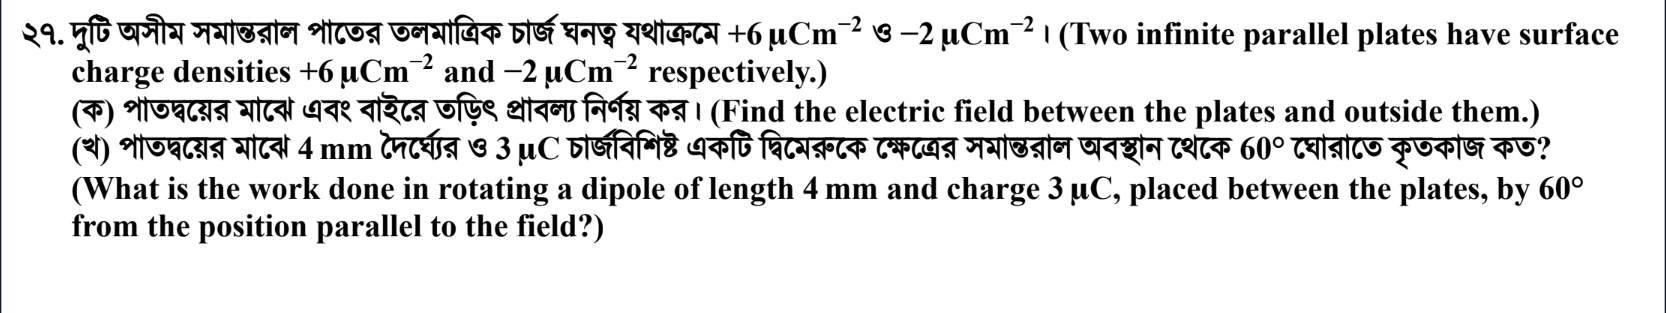 ২৭. দুটি অসীম সমান্তরাল পাতের তলমাত্রিক চার্জ ঘনত্ব যথাক্রমে +6 μCm⁻² ও −2 μCm⁻²। (Two infinite parallel plates have surface
charge densities +6 μCm⁻² and −2 μCm⁻² respectively.)
(ক) পাতদ্বয়ের মাঝে এবং বাইরে তড়িৎ প্রাবল্য নির্ণয় কর। (Find the electric field between the plates and outside them.)
(খ) পাতদ্বয়ের মাঝে 4 mm দৈর্ঘ্যের ও 3 μC চার্জবিশিষ্ট একটি দ্বিমেরুকে ক্ষেত্রের সমান্তরাল অবস্থান থেকে 60° ঘোরাতে কৃতকাজ কত?
(What is the work done in rotating a dipole of length 4 mm and charge 3 μC, placed between the plates, by 60°
from the position parallel to the field?)